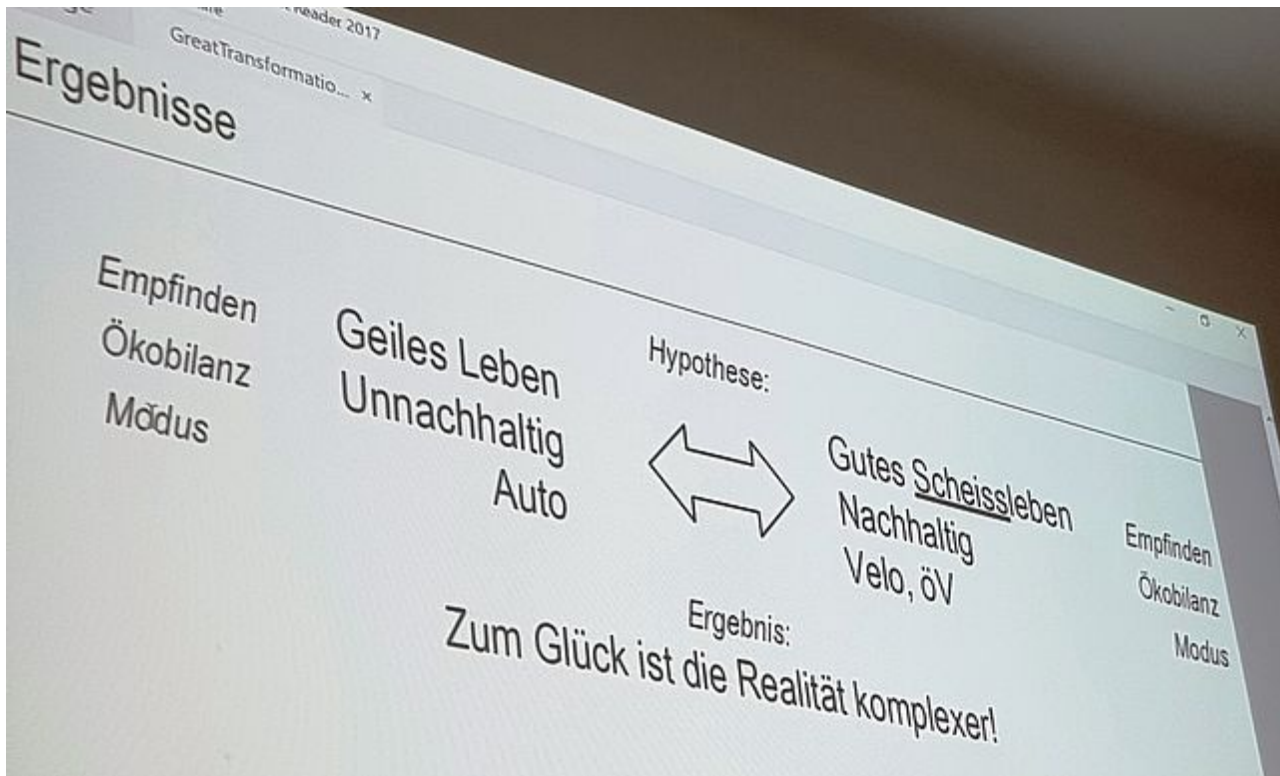 Reader 2017
GreatTransformatio... ×
Ergebnisse
Empfinden
Ökobilanz
Modus
Geiles Leben
Unnachhaltig
Auto
Hypothese:
Gutes Scheissleben
Nachhaltig
Velo, öV
Empfinden
Ökobilanz
Modus
Ergebnis:
Zum Glück ist die Realität komplexer!